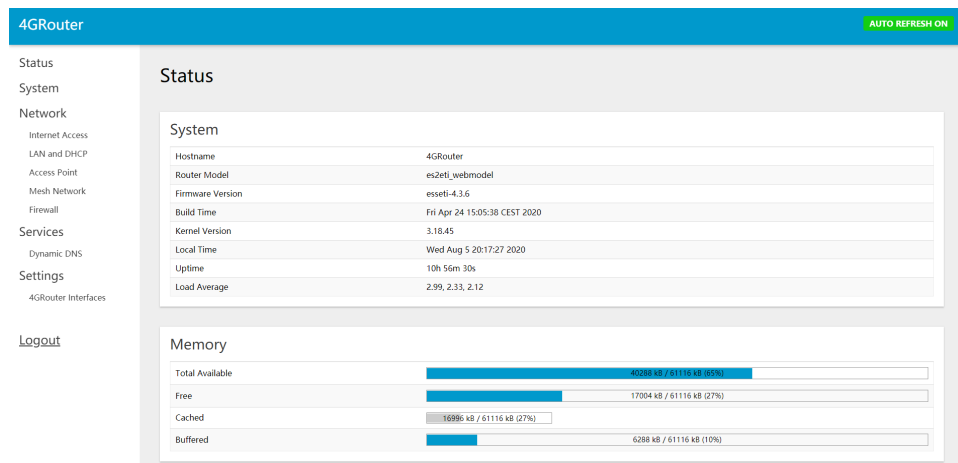 4GRouter
AUTO REFRESH ON
Status
System
Network
Internet Access
LAN and DHCP
Access Point
Mesh Network
Firewall
Services
Dynamic DNS
Settings
4GRouter Interfaces
Logout
Status
System
Hostname 4GRouter
Router Model es2eti_webmodel
Firmware Version esseti-4.3.6
Build Time Fri Apr 24 15:05:38 CEST 2020
Kernel Version 3.18.45
Local Time Wed Aug 5 20:17:27 2020
Uptime 10h 56m 30s
Load Average 2.99, 2.33, 2.12
Memory
Total Available 40288 kB / 61116 kB (65%)
Free 17004 kB / 61116 kB (27%)
Cached 16996 kB / 61116 kB (27%)
Buffered 6288 kB / 61116 kB (10%)